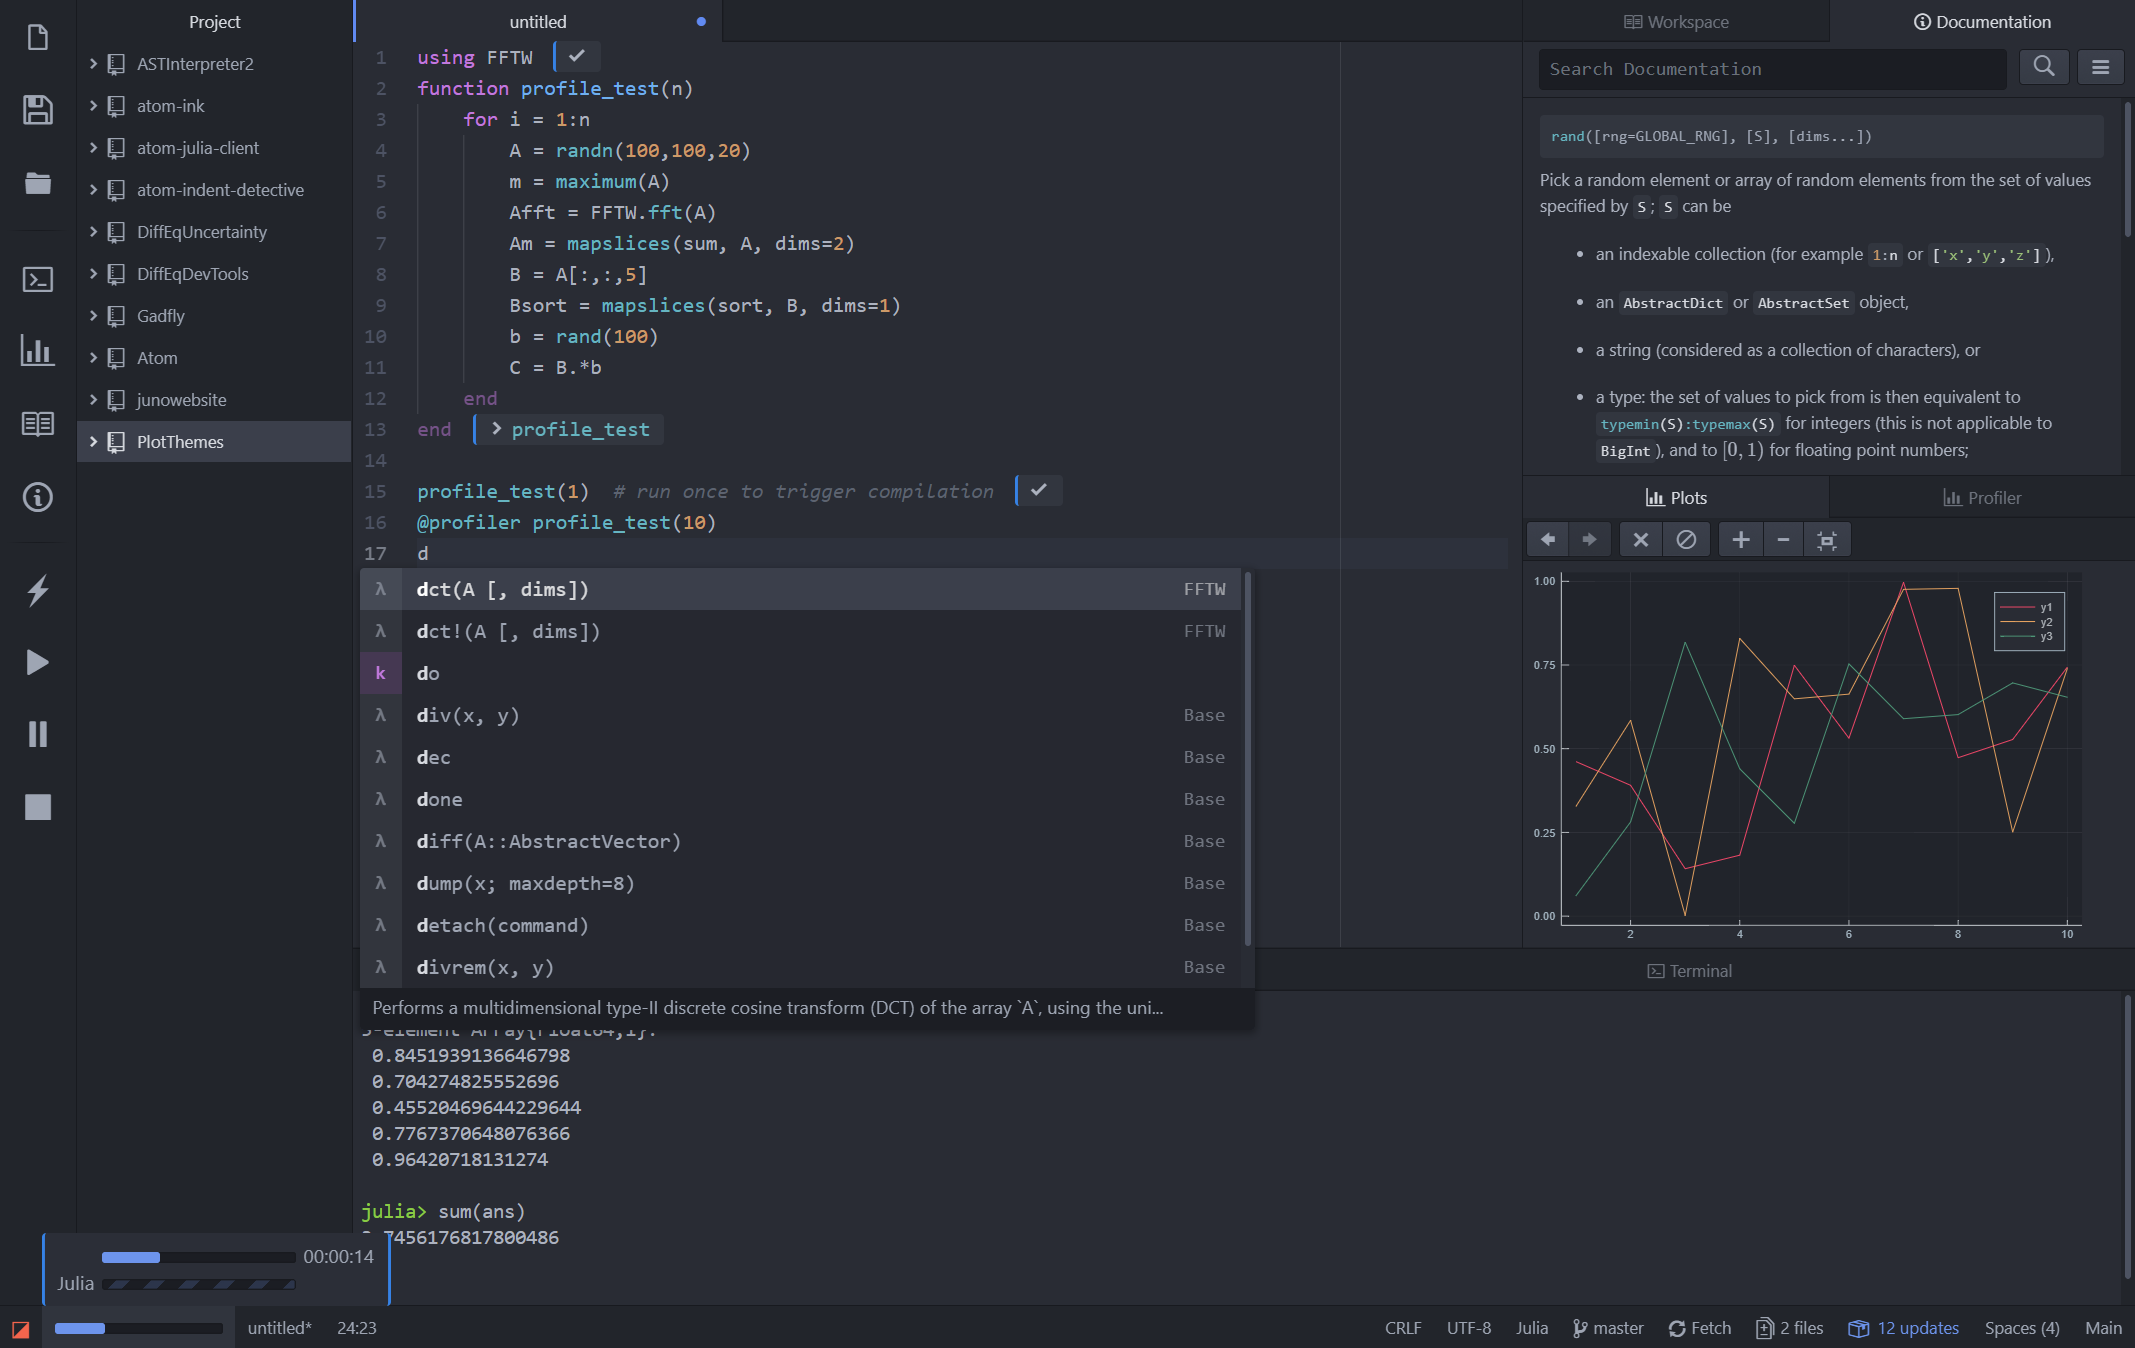 Project
ASTInterpreter2
atom-ink
atom-julia-client
atom-indent-detective
DiffEqUncertainty
DiffEqDevTools
Gadfly
Atom
junowebsite
PlotThemes
untitled
1 using FFTW
2 function profile_test(n)
3 for i = 1:n
4 A = randn(100,100,20)
5 m = maximum(A)
6 Afft = FFTW.fft(A)
7 Am = mapslices(sum, A, dims=2)
8 B = A[:,:,5]
9 Bsort = mapslices(sort, B, dims=1)
10 b = rand(100)
11 C = B.*b
12 end
13 end > profile_test
14
15 profile_test(1) # run once to trigger compilation
16 @profiler profile_test(10)
17 d
λ dct(A [, dims]) FFTW
λ dct!(A [, dims]) FFTW
k do
λ div(x, y) Base
λ dec Base
λ done Base
λ diff(A::AbstractVector) Base
λ dump(x; maxdepth=8) Base
λ detach(command) Base
λ divrem(x, y) Base
Performs a multidimensional type-II discrete cosine transform (DCT) of the array `A`, using the uni...
Workspace
Documentation
Search Documentation
rand([rng=GLOBAL_RNG], [S], [dims...])
Pick a random element or array of random elements from the set of values
specified by S; S can be
• an indexable collection (for example 1:n or ['x','y','z']),
• an AbstractDict or AbstractSet object,
• a string (considered as a collection of characters), or
• a type: the set of values to pick from is then equivalent to
typemin(S):typemax(S) for integers (this is not applicable to
BigInt), and to [0, 1) for floating point numbers;
Plots
Profiler
1.00
0.75
0.50
0.25
0.00
2 4 6 8 10
y1
y2
y3
Terminal
-element Array{Float64,1}:
0.8451939136646798
0.704274825552696
0.45520469644229644
0.7767370648076366
0.96420718131274
julia> sum(ans)
.7456176817800486
00:00:14
Julia
untitled* 24:23
CRLF UTF-8 Julia master Fetch 2 files 12 updates Spaces (4) Main